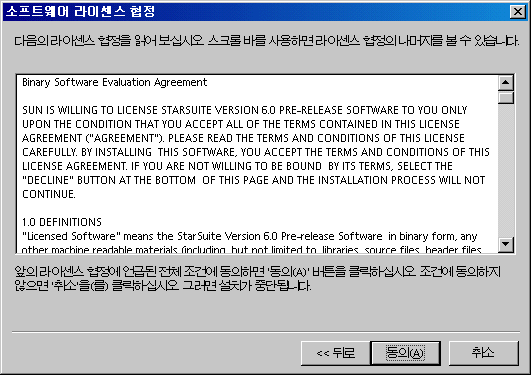 소프트웨어 라이센스 협정
다음의 라이센스 협정을 읽어 보십시오. 스크롤 바를 사용하면 라이센스 협정의 나머지를 볼 수 있습니다.
Binary Software Evaluation Agreement
SUN IS WILLING TO LICENSE STARSUITE VERSION 6.0 PRE-RELEASE SOFTWARE TO YOU ONLY
UPON THE CONDITION THAT YOU ACCEPT ALL OF THE TERMS CONTAINED IN THIS LICENSE
AGREEMENT ("AGREEMENT"). PLEASE READ THE TERMS AND CONDITIONS OF THIS LICENSE
CAREFULLY. BY INSTALLING THIS SOFTWARE, YOU ACCEPT THE TERMS AND CONDITIONS OF THIS
LICENSE AGREEMENT. IF YOU ARE NOT WILLING TO BE BOUND BY ITS TERMS, SELECT THE
"DECLINE" BUTTON AT THE BOTTOM OF THIS PAGE AND THE INSTALLATION PROCESS WILL NOT
CONTINUE.
1.0 DEFINITIONS
"Licensed Software" means the StarSuite Version 6.0 Pre-release Software in binary form, any
other machine readable materials (including, but not limited to, libraries, source files, header files,
앞의 라이센스 협정에 언급된 전체 조건에 동의하면 '동의(A)' 버튼을 클릭하십시오. 조건에 동의하지
않으면 '취소'을(를) 클릭하십시오. 그러면 설치가 중단됩니다.
<< 뒤로 동의(A) 취소